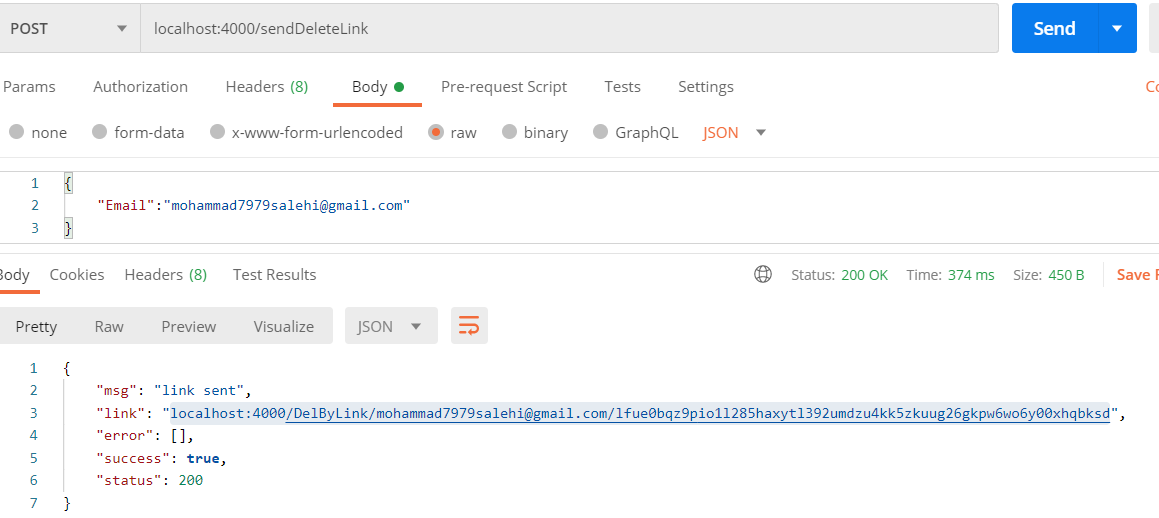 POST localhost:4000/sendDeleteLink Send
Params Authorization Headers (8) Body Pre-request Script Tests Settings Co
none form-data x-www-form-urlencoded raw binary GraphQL JSON
1 {
2 "Email":"mohammad7979salehi@gmail.com"
3 }
Body Cookies Headers (8) Test Results Status: 200 OK Time: 374 ms Size: 450 B Save R
Pretty Raw Preview Visualize JSON
1 {
2 "msg": "link sent",
3 "link": "localhost:4000/DelByLink/mohammad7979salehi@gmail.com/lfue0bqz9pio1l285haxytl392umdzu4kk5zkuug26gkpw6wo6y00xhqbksd",
4 "error": [],
5 "success": true,
6 "status": 200
7 }